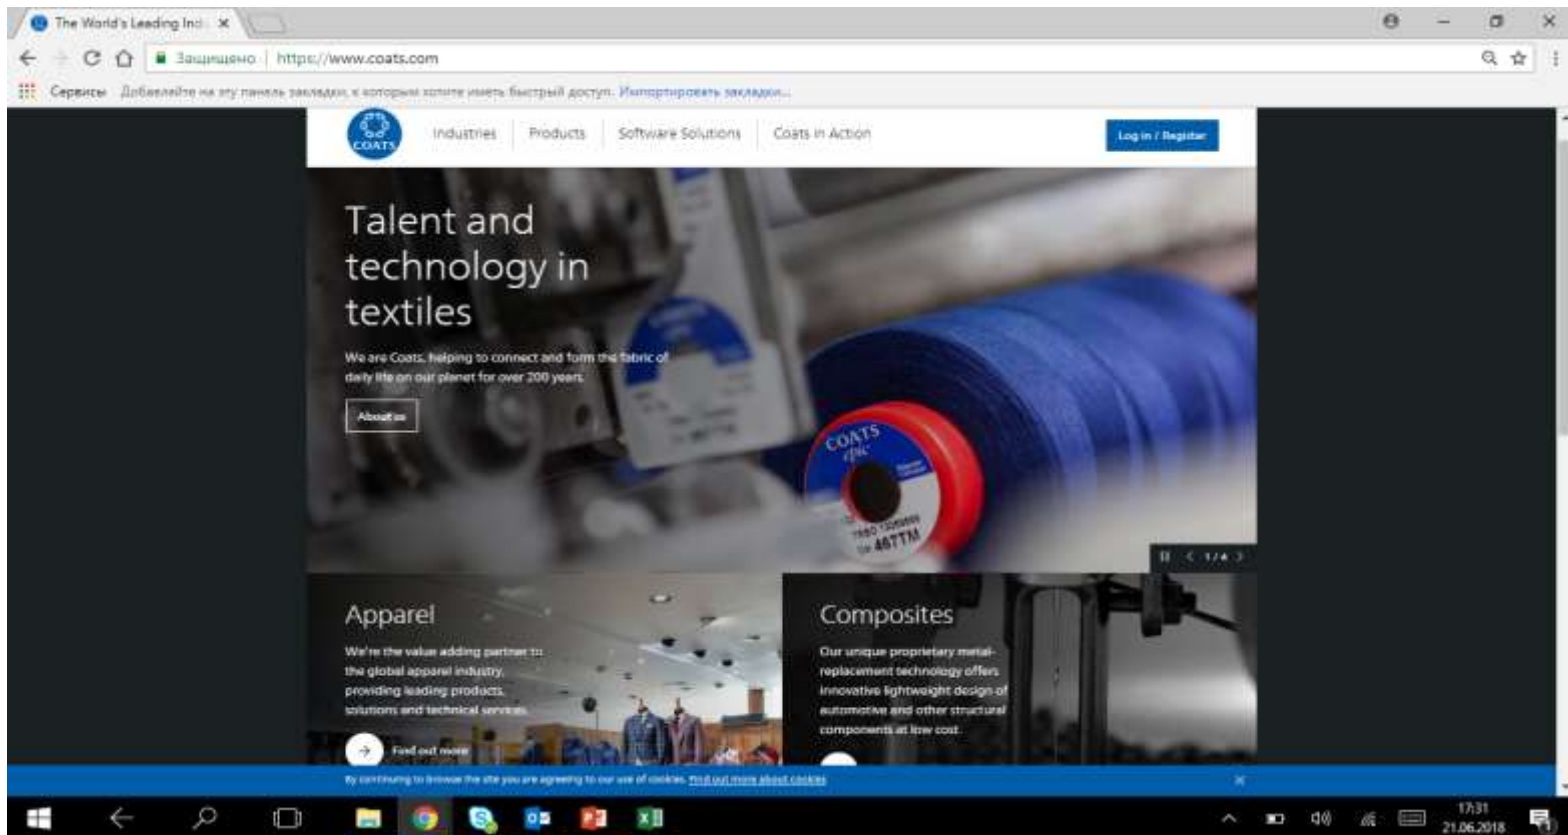 The World's Leading Ind
Защищено | https://www.coats.com
Сервисы Добавляйте на эту панель закладки, к которым хотите иметь быстрый доступ. Импортировать закладки...
COATS
Industries
Products
Software Solutions
Coats in Action
Log in / Register
Talent and
technology in
textiles
We are Coats, helping to connect and form the fabric of
daily life on our planet for over 200 years.
About us
COATS
epic
46TTM
1 / 4
Apparel
We're the value adding partner to
the global apparel industry,
providing leading products,
solutions and technical services.
Find out more
Composites
Our unique proprietary metal-
replacement technology offers
innovative lightweight design of
automotive and other structural
components at low cost.
By continuing to browse the site you are agreeing to our use of cookies. Find out more about cookies
17:31
21.06.2018